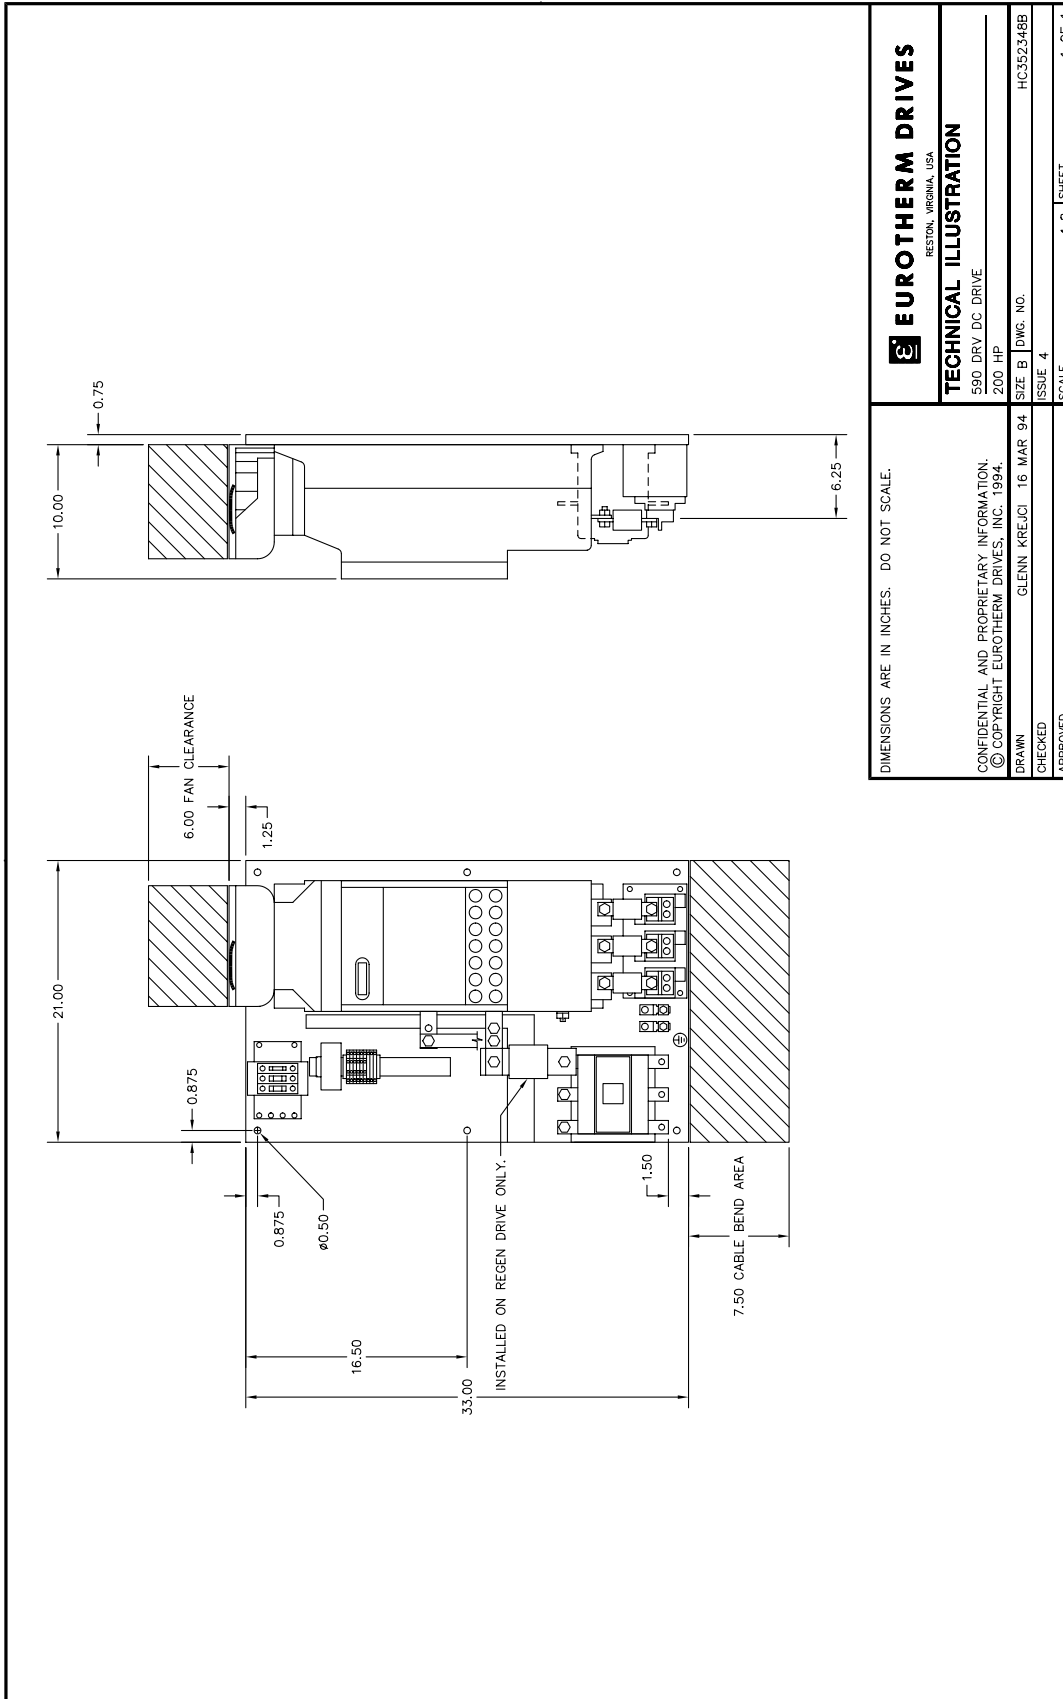 0.75
10.00
6.25
6.00 FAN CLEARANCE
1.25
21.00
0.875
0.875
ø0.50
INSTALLED ON REGEN DRIVE ONLY.
1.50
7.50 CABLE BEND AREA
16.50
33.00
DIMENSIONS ARE IN INCHES. DO NOT SCALE.
CONFIDENTIAL AND PROPRIETARY INFORMATION.
© COPYRIGHT EUROTHERM DRIVES, INC. 1994.
DRAWN GLENN KREJCI 16 MAR 94
CHECKED
APPROVED
EUROTHERM DRIVES
RESTON, VIRGINIA, USA
TECHNICAL ILLUSTRATION
590 DRV DC DRIVE
200 HP
SIZE B DWG. NO. HC352348B
ISSUE 4
SCALE SHEET